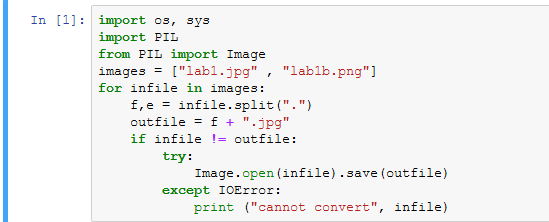 In [1]: import os, sys
import PIL
from PIL import Image
images = ["lab1.jpg" , "lab1b.png"]
for infile in images:
    f,e = infile.split(".")
    outfile = f + ".jpg"
    if infile != outfile:
        try:
            Image.open(infile).save(outfile)
        except IOError:
            print ("cannot convert", infile)